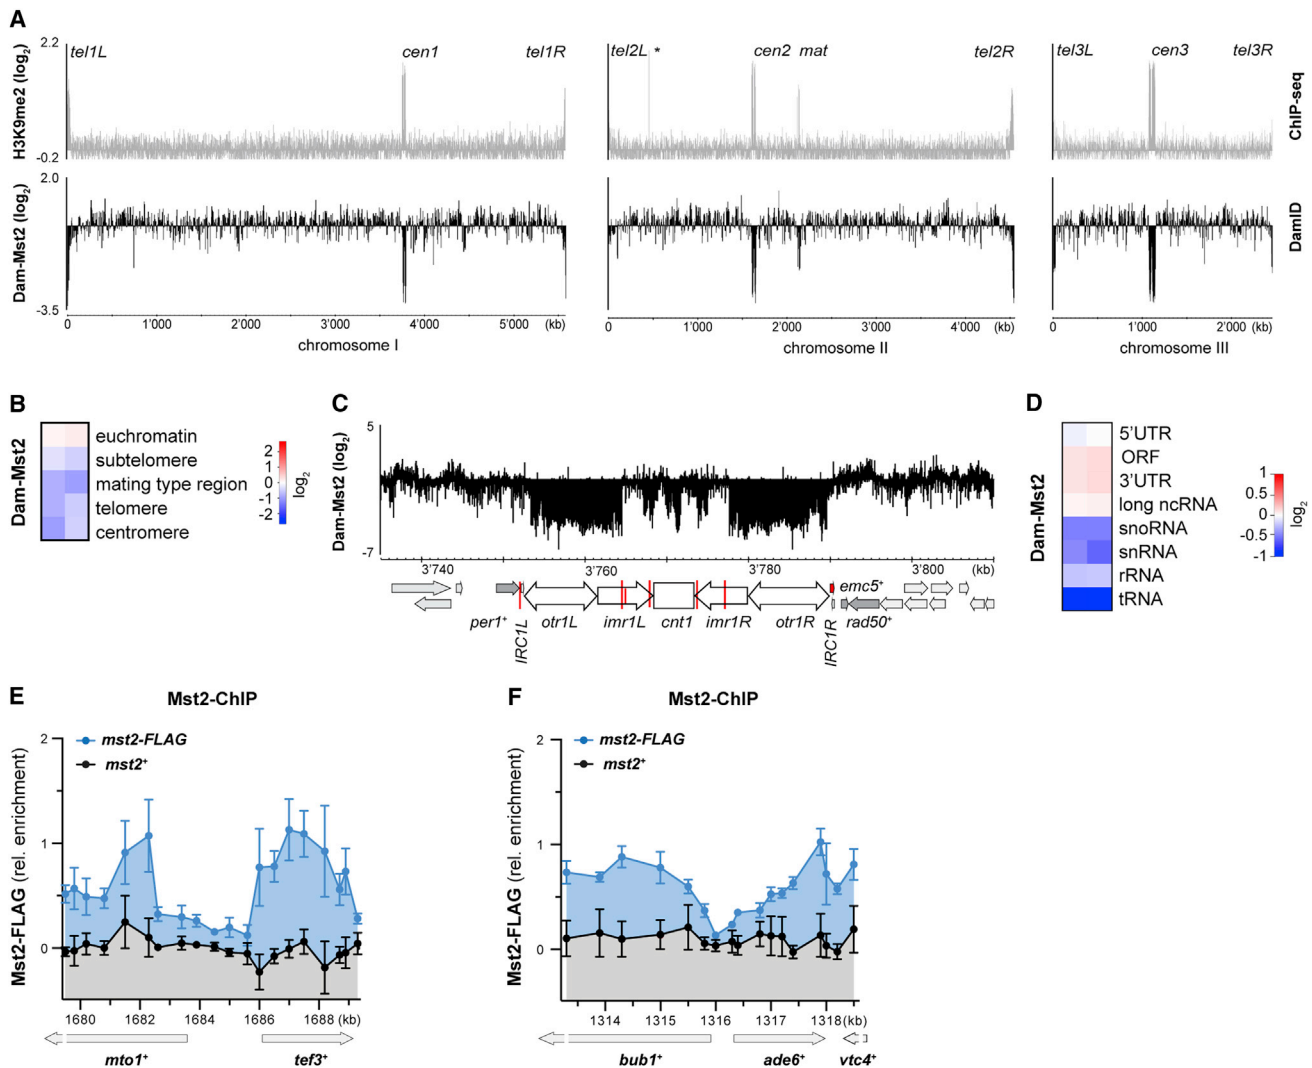 A
H3K9me2 (log2)
2.2
-0.2
tel1L
cen1
tel1R
tel2L
*
cen2
mat
tel2R
tel3L
cen3
tel3R
ChIP-seq
Dam-Mst2 (log2)
2.0
-3.5
DamID
0 1'000 2'000 3'000 4'000 5'000 (kb)
chromosome I
0 1'000 2'000 3'000 4'000 (kb)
chromosome II
0 1'000 2'000 (kb)
chromosome III
B
Dam-Mst2
euchromatin
subtelomere
mating type region
telomere
centromere
2
1
0
-1
-2
log2
C
Dam-Mst2 (log2)
5
-7
3'740 3'760 3'780 3'800 (kb)
per1+
IRC1L
otr1L
imr1L
cnt1
imr1R
otr1R
IRC1R
emc5+
rad50+
D
Dam-Mst2
5'UTR
ORF
3'UTR
long ncRNA
snoRNA
snRNA
rRNA
tRNA
1
0.5
0
-0.5
-1
log2
E
Mst2-ChIP
Mst2-FLAG (rel. enrichment)
2
1
0
mst2-FLAG
mst2+
1680 1682 1684 1686 1688 (kb)
mto1+
tef3+
F
Mst2-ChIP
Mst2-FLAG (rel. enrichment)
2
1
0
mst2-FLAG
mst2+
1314 1315 1316 1317 1318 (kb)
bub1+
ade6+
vtc4+